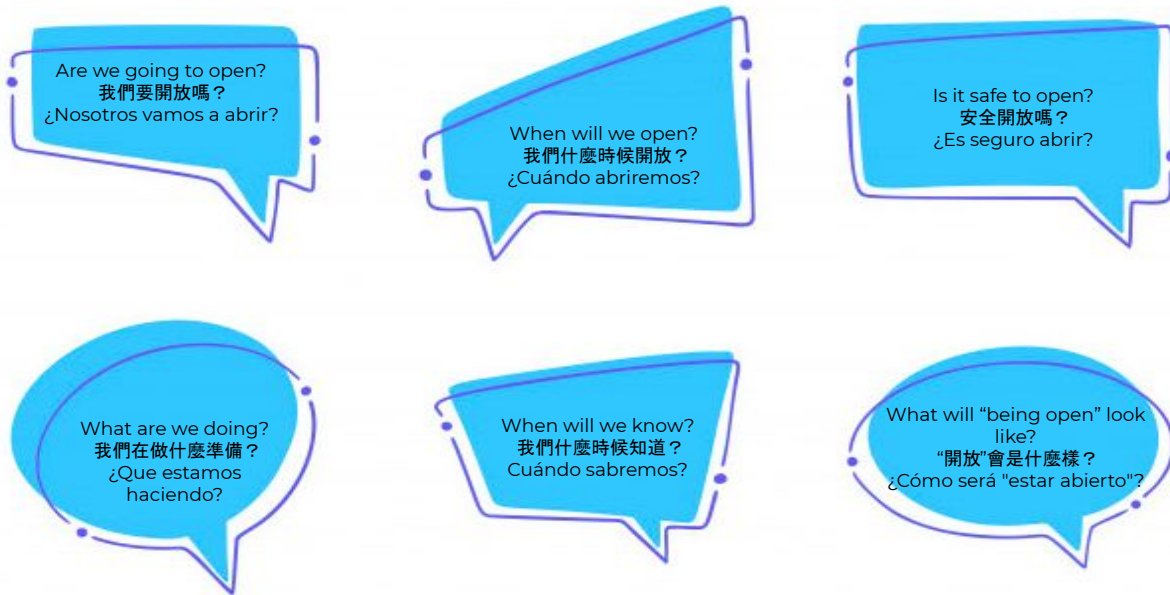 Are we going to open?
我們要開放嗎？
¿Nosotros vamos a abrir?
When will we open?
我們什麼時候開放？
¿Cuándo abriremos?
Is it safe to open?
安全開放嗎？
¿Es seguro abrir?
What are we doing?
我們在做什麼準備？
¿Que estamos
haciendo?
When will we know?
我們什麼時候知道？
Cuándo sabremos?
What will “being open” look
like?
“開放”會是什麼樣？
¿Cómo será "estar abierto"?